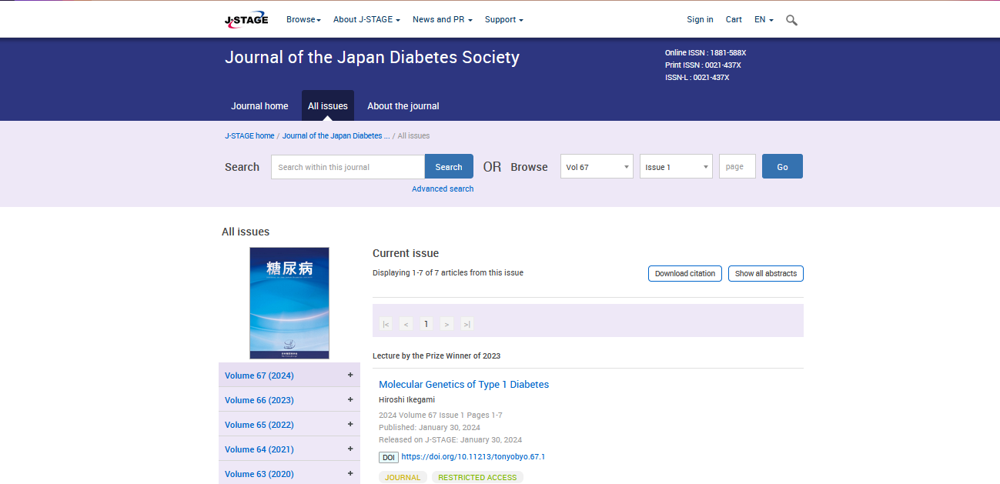 J-STAGE
Browse About J-STAGE News and PR Support Sign in Cart EN
Journal of the Japan Diabetes Society
Online ISSN : 1881-588X
Print ISSN : 0021-437X
ISSN-L : 0021-437X
Journal home All issues About the journal
J-STAGE home / Journal of the Japan Diabetes ... / All issues
Search Search within this journal Search OR Browse Vol 67 Issue 1 page Go
Advanced search
All issues
糖尿病
Current issue
Displaying 1-7 of 7 articles from this issue
Download citation Show all abstracts
|< < 1 > >|
Lecture by the Prize Winner of 2023
Volume 67 (2024) +
Volume 66 (2023) +
Volume 65 (2022) +
Volume 64 (2021) +
Volume 63 (2020) +
Molecular Genetics of Type 1 Diabetes
Hiroshi Ikegami
2024 Volume 67 Issue 1 Pages 1-7
Published: January 30, 2024
Released on J-STAGE: January 30, 2024
DOI https://doi.org/10.11213/tonyobyo.67.1
JOURNAL RESTRICTED ACCESS